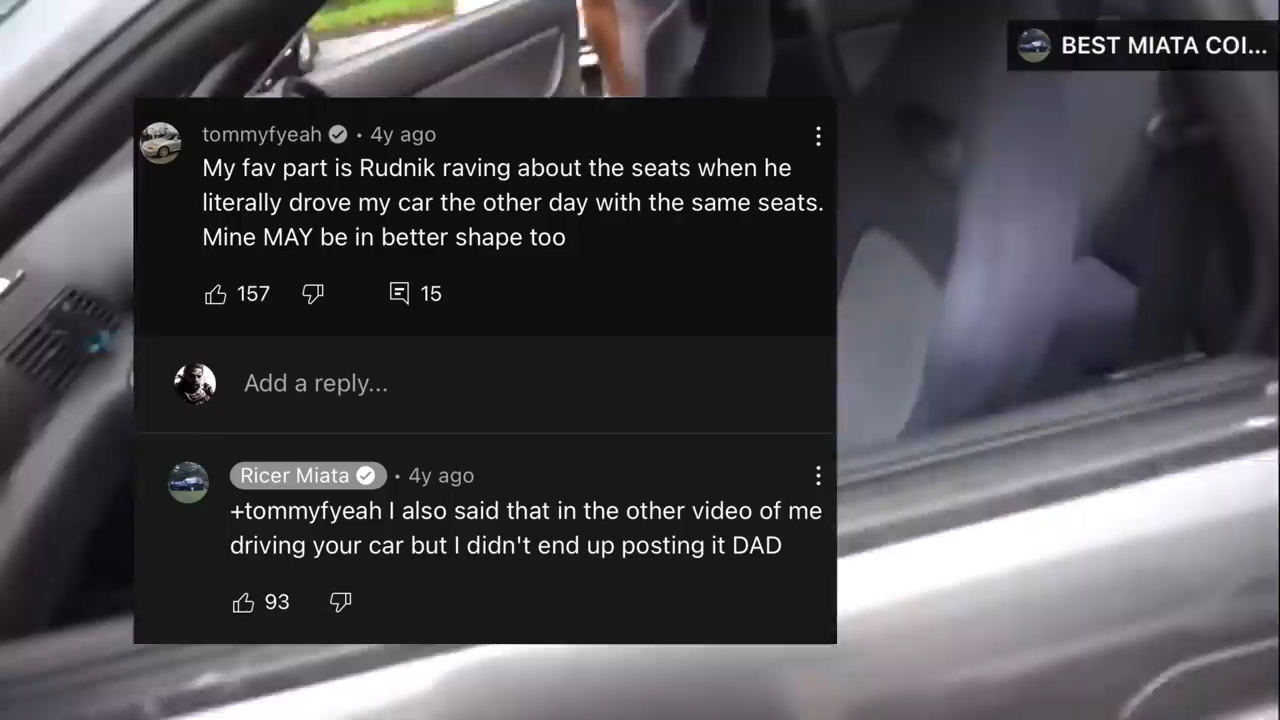 BEST MIATA COI...
tommyfyeah • 4y ago
My fav part is Rudnik raving about the seats when he
literally drove my car the other day with the same seats.
Mine MAY be in better shape too
157 15
Add a reply...
Ricer Miata • 4y ago
+tommyfyeah I also said that in the other video of me
driving your car but I didn't end up posting it DAD
93